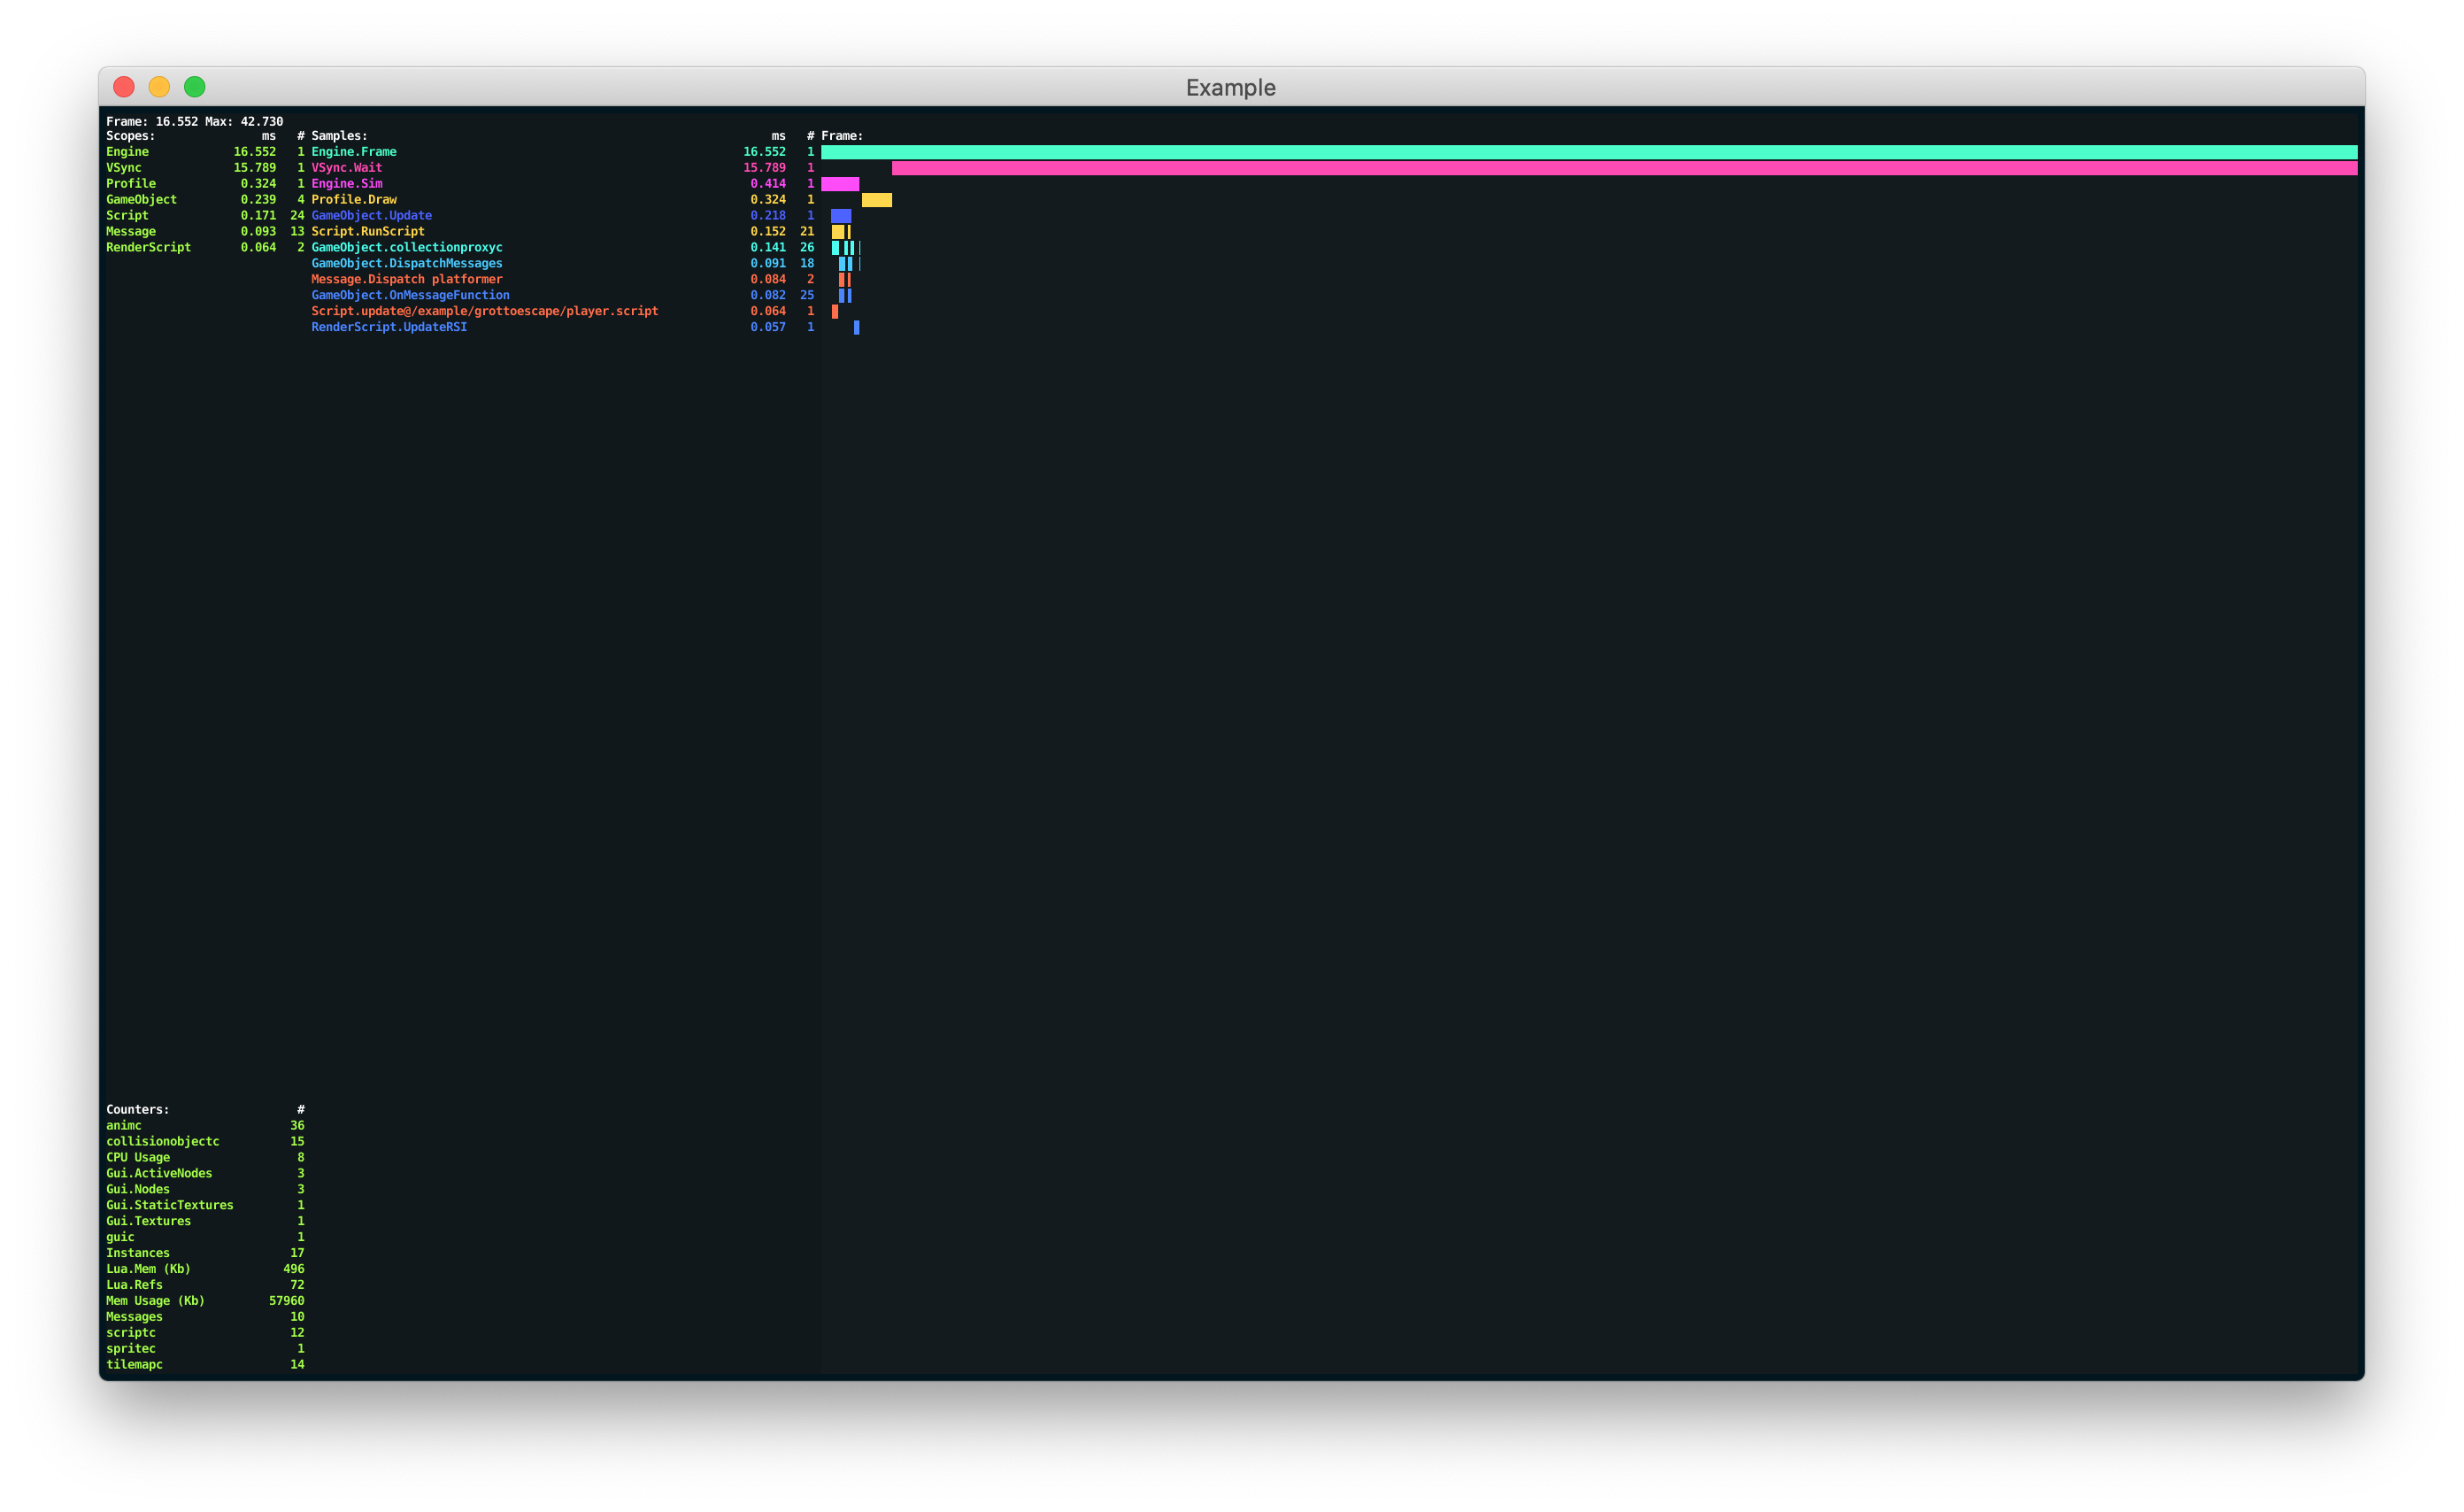 Example
Frame: 16.552 Max: 42.730
Scopes: ms # Samples: ms # Frame:
Engine 16.552 1 Engine.Frame 16.552 1
VSync 15.789 1 VSync.Wait 15.789 1
Profile 0.324 1 Engine.Sim 0.414 1
GameObject 0.239 4 Profile.Draw 0.324 1
Script 0.171 24 GameObject.Update 0.218 1
Message 0.093 13 Script.RunScript 0.152 21
RenderScript 0.064 2 GameObject.collectionproxyc 0.141 26
GameObject.DispatchMessages 0.091 18
Message.Dispatch platformer 0.084 2
GameObject.OnMessageFunction 0.082 25
Script.update@/example/grottoescape/player.script 0.064 1
RenderScript.UpdateRSI 0.057 1
Counters: #
animc 36
collisionobjectc 15
CPU Usage 8
Gui.ActiveNodes 3
Gui.Nodes 3
Gui.StaticTextures 1
Gui.Textures 1
guic 1
Instances 17
Lua.Mem (Kb) 496
Lua.Refs 72
Mem Usage (Kb) 57960
Messages 10
scriptc 12
spritec 1
tilemapc 14